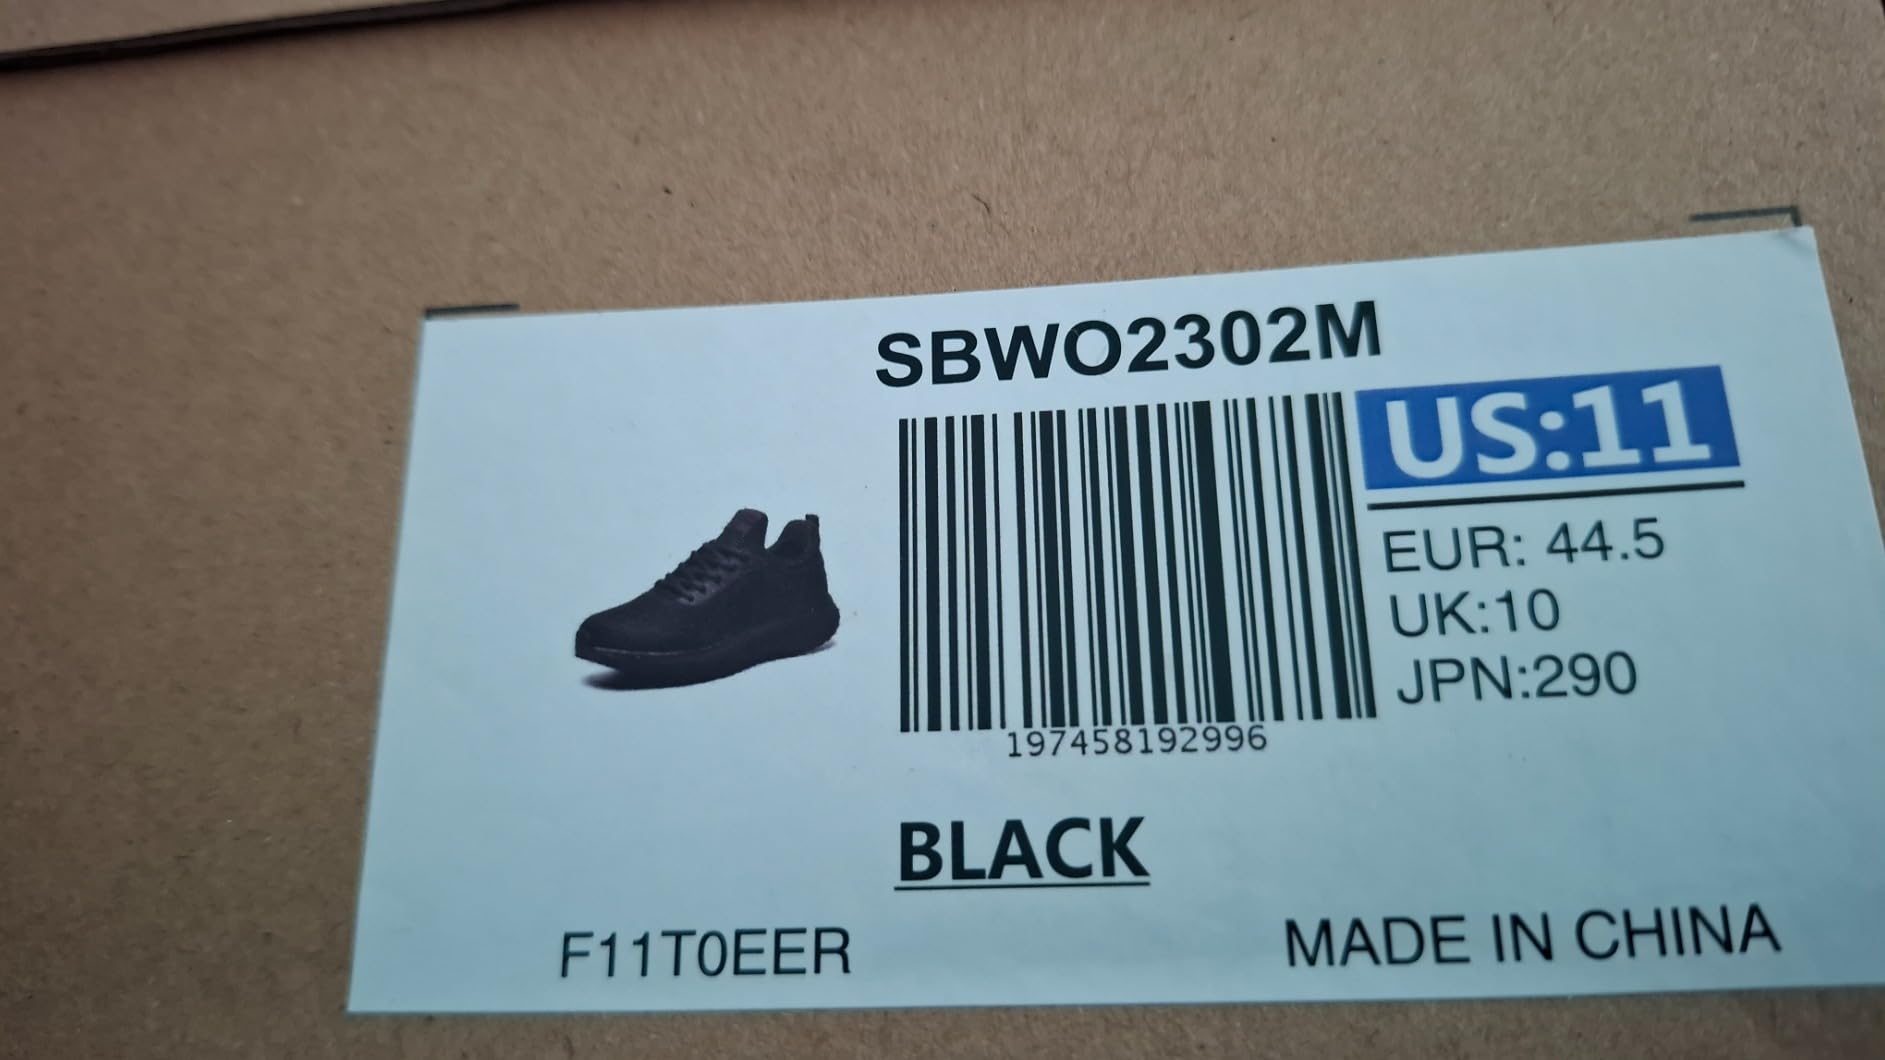 SBWO2302M
US:11
EUR: 44.5
UK:10
JPN:290
197458192996
BLACK
F11T0EER
MADE IN CHINA